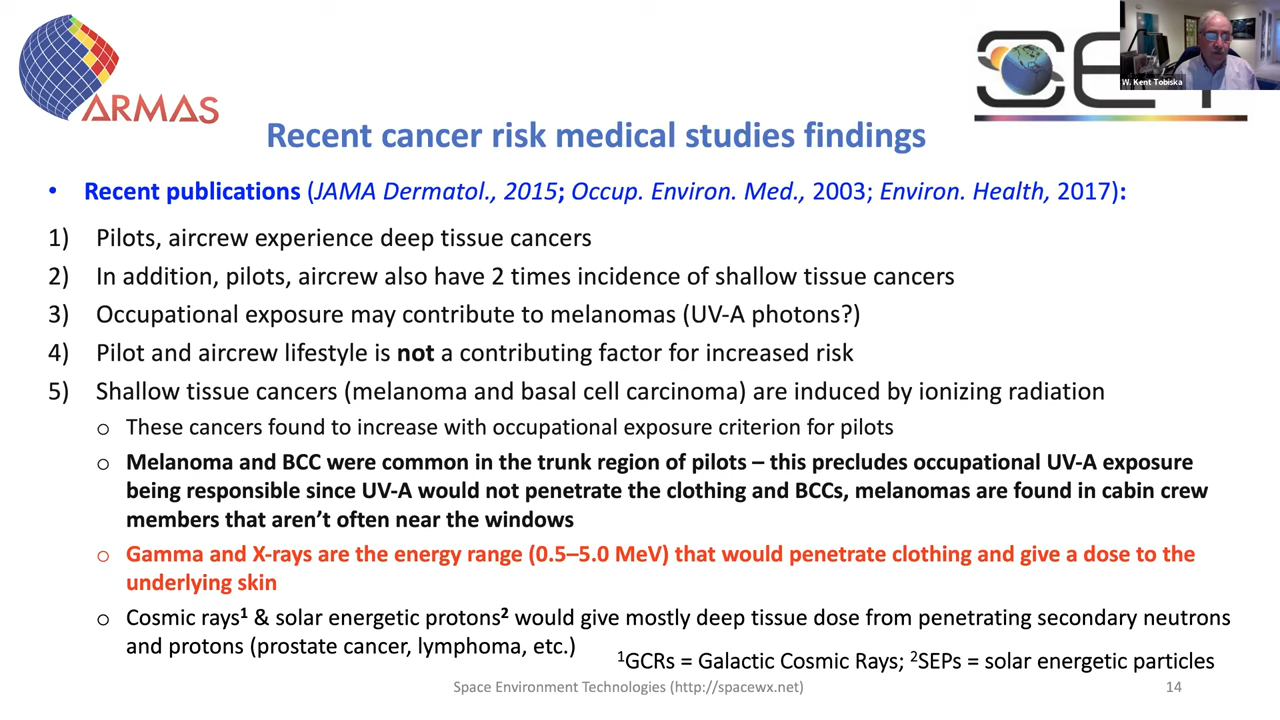 ARMAS
SET
W. Kent Tobiska
Recent cancer risk medical studies findings
• Recent publications (JAMA Dermatol., 2015; Occup. Environ. Med., 2003; Environ. Health, 2017):
1) Pilots, aircrew experience deep tissue cancers
2) In addition, pilots, aircrew also have 2 times incidence of shallow tissue cancers
3) Occupational exposure may contribute to melanomas (UV-A photons?)
4) Pilot and aircrew lifestyle is not a contributing factor for increased risk
5) Shallow tissue cancers (melanoma and basal cell carcinoma) are induced by ionizing radiation
o These cancers found to increase with occupational exposure criterion for pilots
o Melanoma and BCC were common in the trunk region of pilots – this precludes occupational UV-A exposure
being responsible since UV-A would not penetrate the clothing and BCCs, melanomas are found in cabin crew
members that aren’t often near the windows
o Gamma and X-rays are the energy range (0.5–5.0 MeV) that would penetrate clothing and give a dose to the
underlying skin
o Cosmic rays¹ & solar energetic protons² would give mostly deep tissue dose from penetrating secondary neutrons
and protons (prostate cancer, lymphoma, etc.)
¹GCRs = Galactic Cosmic Rays; ²SEPs = solar energetic particles
Space Environment Technologies (http://spacewx.net)
14